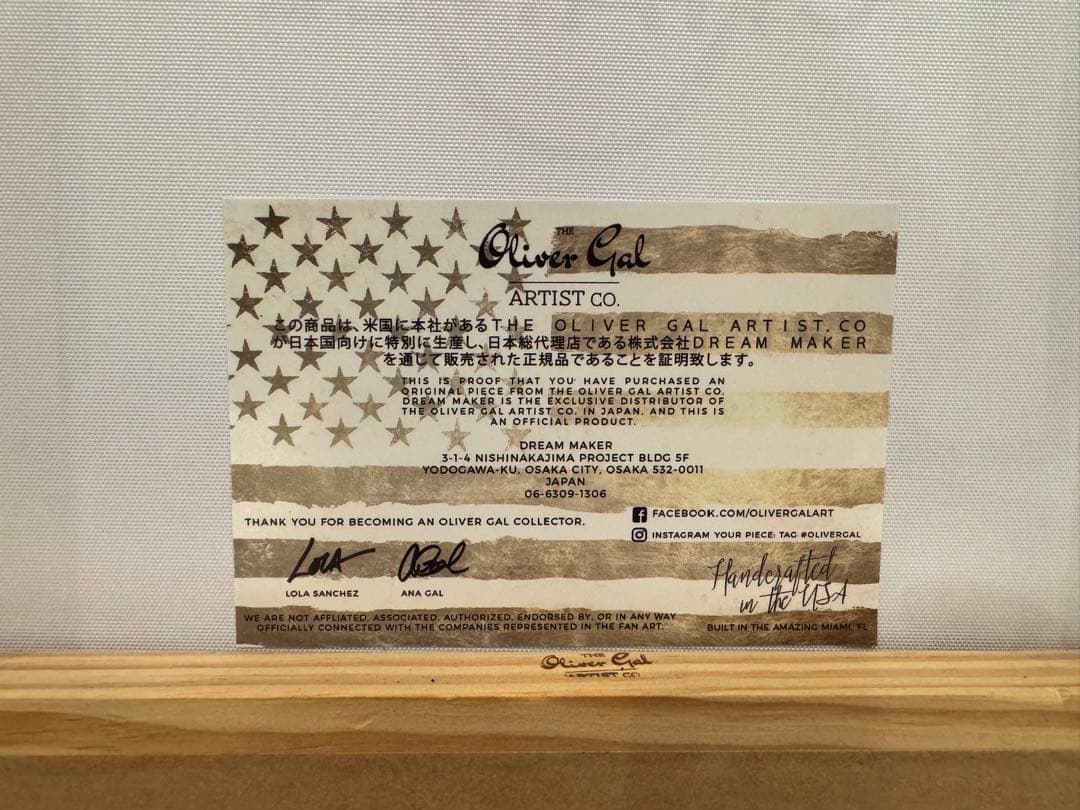 THE
Oliver Gal
ARTIST CO.
この商品は、米国に本社があるTHE OLIVER GAL ARTIST.CO
が日本国向けに特別に生産し、日本総代理店である株式会社DREAM MAKER
を通じて販売された正規品であることを証明致します。
THIS IS PROOF THAT YOU HAVE PURCHASED AN
ORIGINAL PIECE FROM THE OLIVER GAL ARTIST CO.
DREAM MAKER IS THE EXCLUSIVE DISTRIBUTOR OF
THE OLIVER GAL ARTIST CO. IN JAPAN. AND THIS IS
AN OFFICIAL PRODUCT.
DREAM MAKER
3-1-4 NISHINAKAJIMA PROJECT BLDG 5F
YODOGAWA-KU, OSAKA CITY, OSAKA 532-0011
JAPAN
06-6309-1306
THANK YOU FOR BECOMING AN OLIVER GAL COLLECTOR.
FACEBOOK.COM/OLIVERGALART
INSTAGRAM YOUR PIECE: TAG #OLIVERGAL
LOLA
LOLA SANCHEZ
ANA GAL
Handcrafted
in the USA
WE ARE NOT AFFLIATED, ASSOCIATED, AUTHORIZED, ENDORSED BY, OR IN ANY WAY
OFFICIALLY CONNECTED WITH THE COMPANIES REPRESENTED IN THE FAN ART.
BUILT IN THE AMAZING MIAMI, FL
THE
Oliver Gal
ARTIST CO.